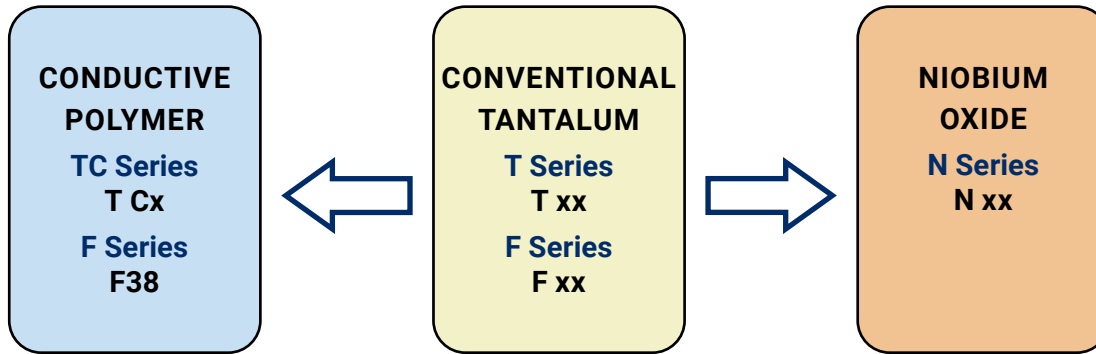 CONDUCTIVE
POLYMER
TC Series
T Cx
F Series
F38
CONVENTIONAL
TANTALUM
T Series
T xx
F Series
F xx
NIOBIUM
OXIDE
N Series
N xx